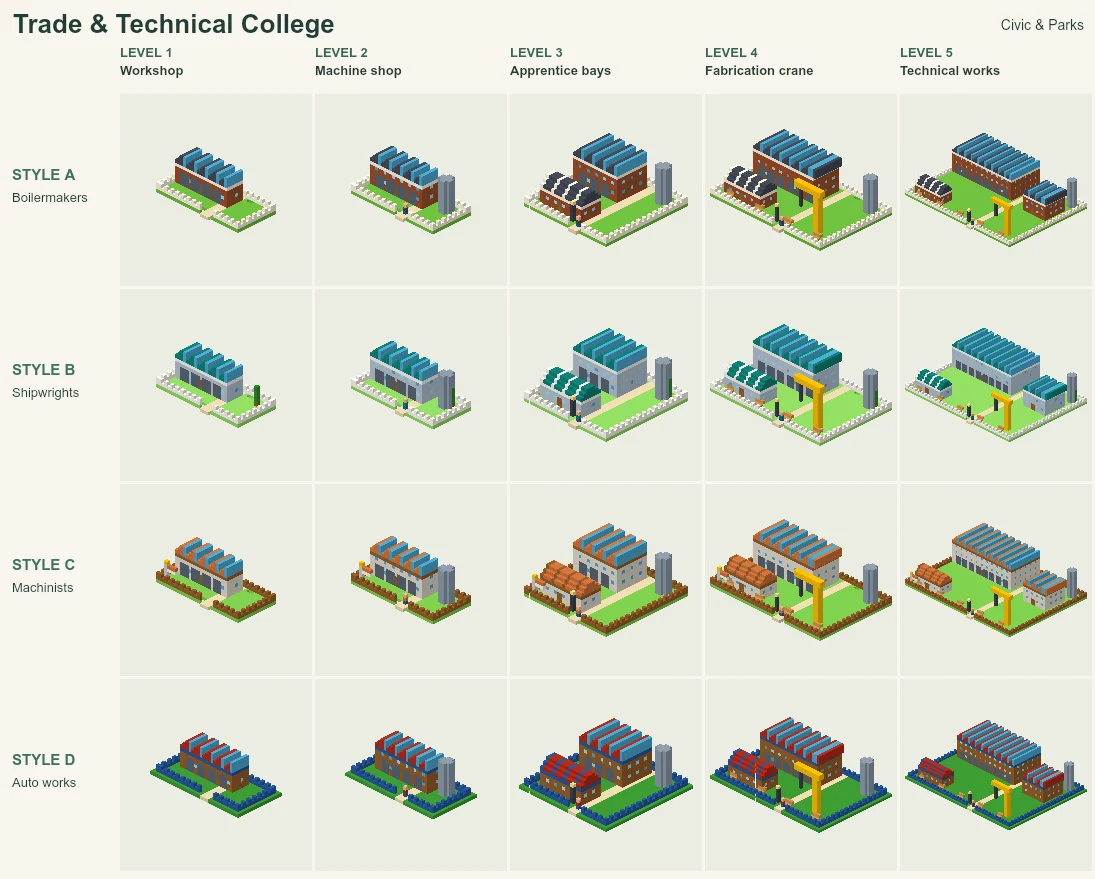 Trade & Technical College
Civic & Parks
LEVEL 1
Workshop
LEVEL 2
Machine shop
LEVEL 3
Apprentice bays
LEVEL 4
Fabrication crane
LEVEL 5
Technical works
STYLE A
Boilermakers
STYLE B
Shipwrights
STYLE C
Machinists
STYLE D
Auto works